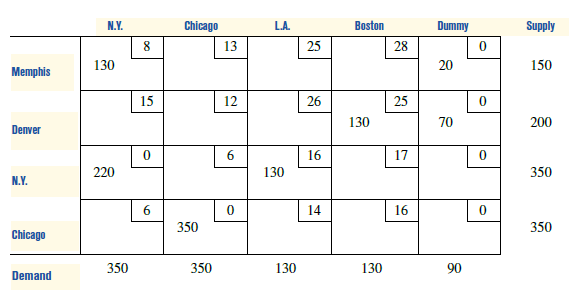 N.Y. Chicago L.A. Boston Dummy Supply
8 13 25 28 0
Memphis 130 20 150
15 12 26 25 0
Denver 130 70 200
0 6 16 17 0
N.Y. 220 130 350
6 0 14 16 0
Chicago 350 350
Demand 350 350 130 130 90